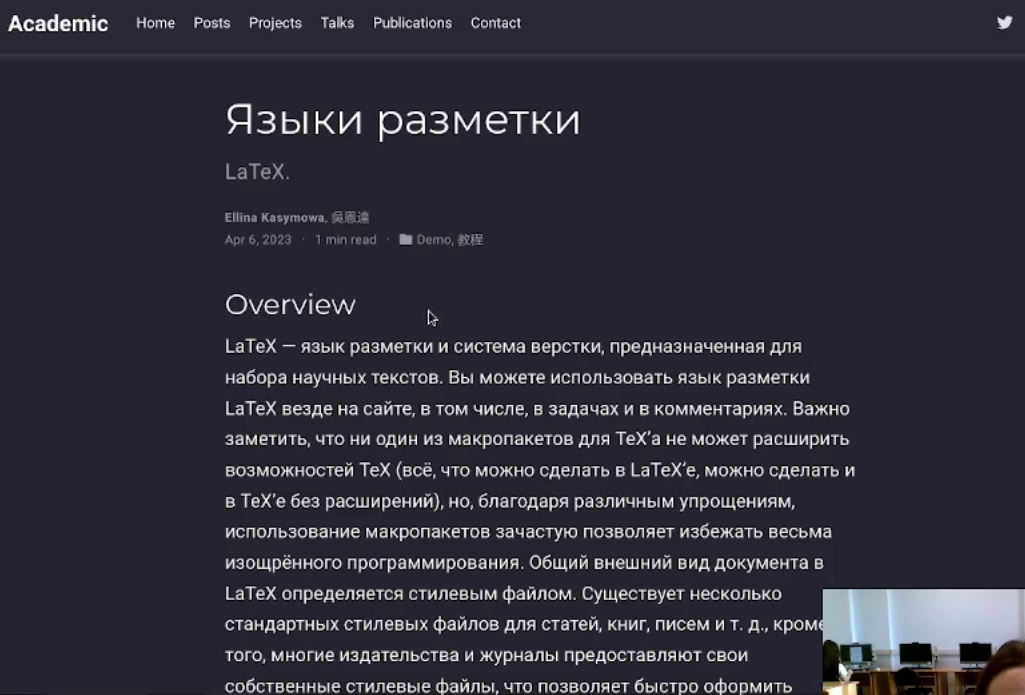 Academic Home Posts Projects Talks Publications Contact
Языки разметки
LaTeX.
Ellina Kasymowa, 吳恩達
Apr 6, 2023 · 1 min read · Demo, 教程
Overview
LaTeX — язык разметки и система верстки, предназначенная для
набора научных текстов. Вы можете использовать язык разметки
LaTeX везде на сайте, в том числе, в задачах и в комментариях. Важно
заметить, что ни один из макропакетов для TeX’а не может расширить
возможностей TeX (всё, что можно сделать в LaTeX’е, можно сделать и
в TeX’е без расширений), но, благодаря различным упрощениям,
использование макропакетов зачастую позволяет избежать весьма
изощрённого программирования. Общий внешний вид документа в
LaTeX определяется стилевым файлом. Существует несколько
стандартных стилевых файлов для статей, книг, писем и т. д., кроме
того, многие издательства и журналы предоставляют свои
собственные стилевые файлы, что позволяет быстро оформить